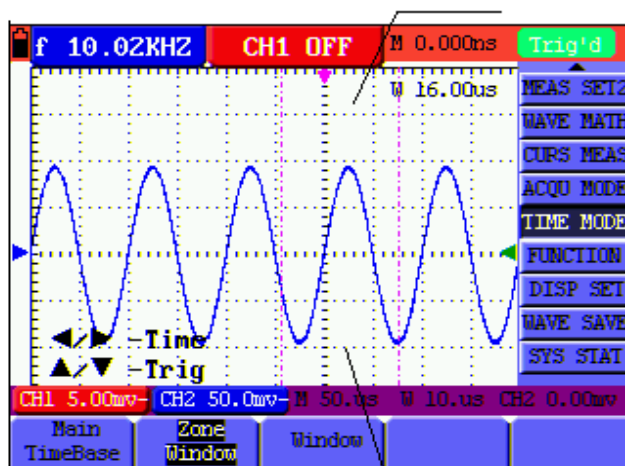 f 10.02KHZ CH1 OFF M 0.000ns Trig'd
W 16.00us
MEAS SET2
WAVE MATH
CURS MEAS
ACQU MODE
TIME MODE
FUNCTION
DISP SET
WAVE SAVE
SYS STAT
◀/▶ -Time
▲/▼ -Trig
CH1 5.00mv- CH2 50.0mv- M 50.us W 10.us CH2 0.00mv
Main TimeBase
Zone Window
Window